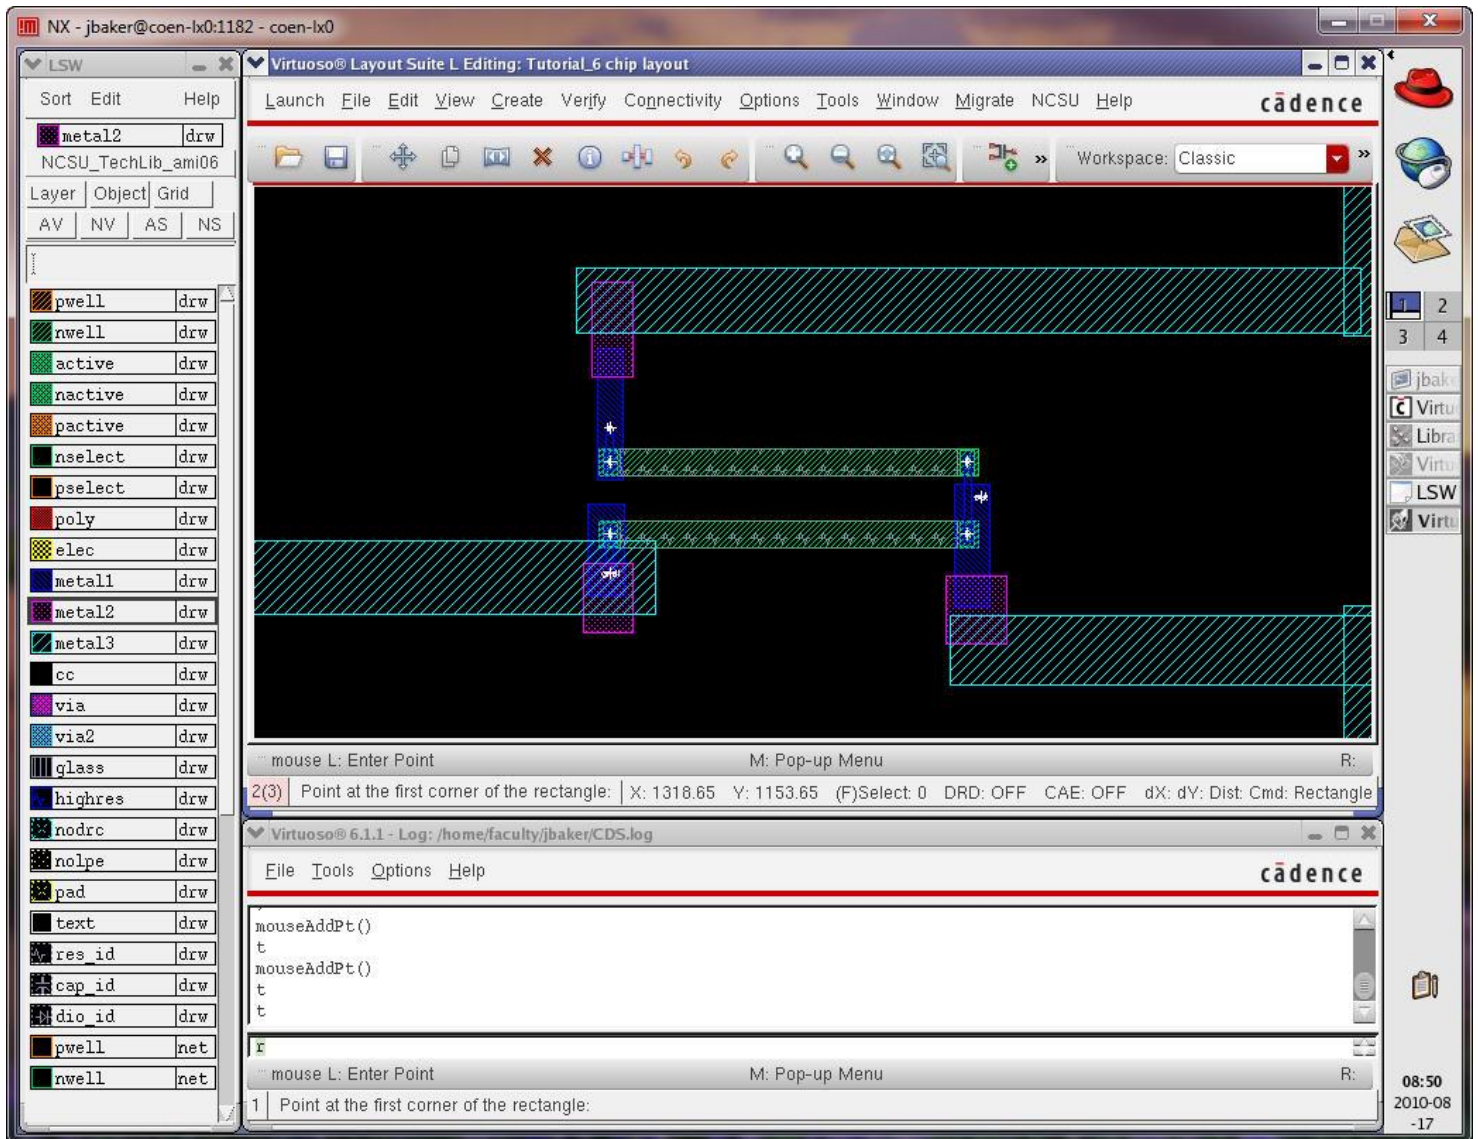 NX - jbaker@coen-lx0:1182 - coen-lx0
LSW
Sort Edit Help
metal2 drw
NCSU_TechLib_ami06
Layer Object Grid
AV NV AS NS
pwell drw
nwell drw
active drw
nactive drw
pactive drw
nselect drw
pselect drw
poly drw
elec drw
metal1 drw
metal2 drw
metal3 drw
cc drw
via drw
via2 drw
glass drw
highres drw
nodrc drw
nolpe drw
pad drw
text drw
res_id drw
cap_id drw
dio_id drw
pwell net
nwell net
Virtuoso® Layout Suite L Editing: Tutorial_6 chip layout
Launch File Edit View Create Verify Connectivity Options Tools Window Migrate NCSU Help cādence
» Workspace: Classic »
mouse L: Enter Point M: Pop-up Menu R:
2(3) Point at the first corner of the rectangle: X: 1318.65 Y: 1153.65 (F)Select: 0 DRD: OFF CAE: OFF dX: dY: Dist: Cmd: Rectangle
Virtuoso® 6.1.1 - Log: /home/faculty/jbaker/CDS.log
File Tools Options Help cādence
mouseAddPt()
t
mouseAddPt()
t
t
r
mouse L: Enter Point M: Pop-up Menu R:
1 Point at the first corner of the rectangle:
1 2
3 4
jbak
Virtu
Libra
Virtu
LSW
Virtu
08:50
2010-08
-17